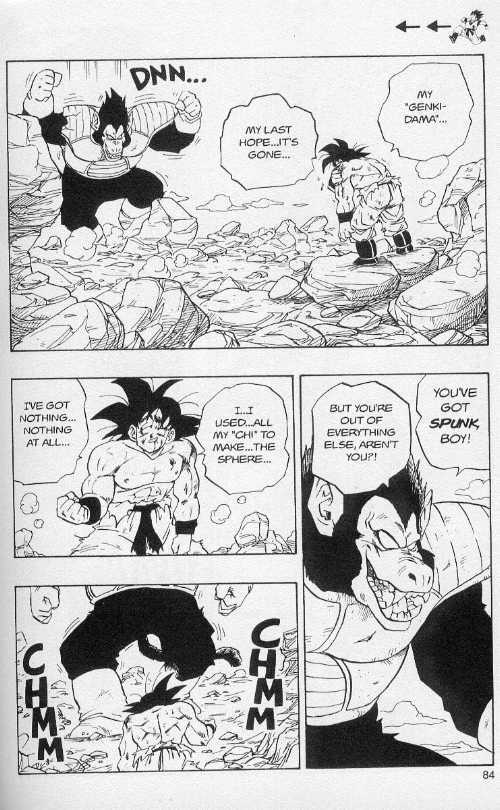 MY
"GENKI-
DAMA"...
MY LAST
HOPE...IT'S
GONE...
DNN...
YOU'VE
GOT
SPUNK,
BOY!
BUT YOU'RE
OUT OF
EVERYTHING
ELSE, AREN'T
YOU?!
I...I
USED...ALL
MY "CHI" TO
MAKE...THE
SPHERE...
I'VE GOT
NOTHING...
NOTHING
AT ALL...
CHMM
CHMM
84